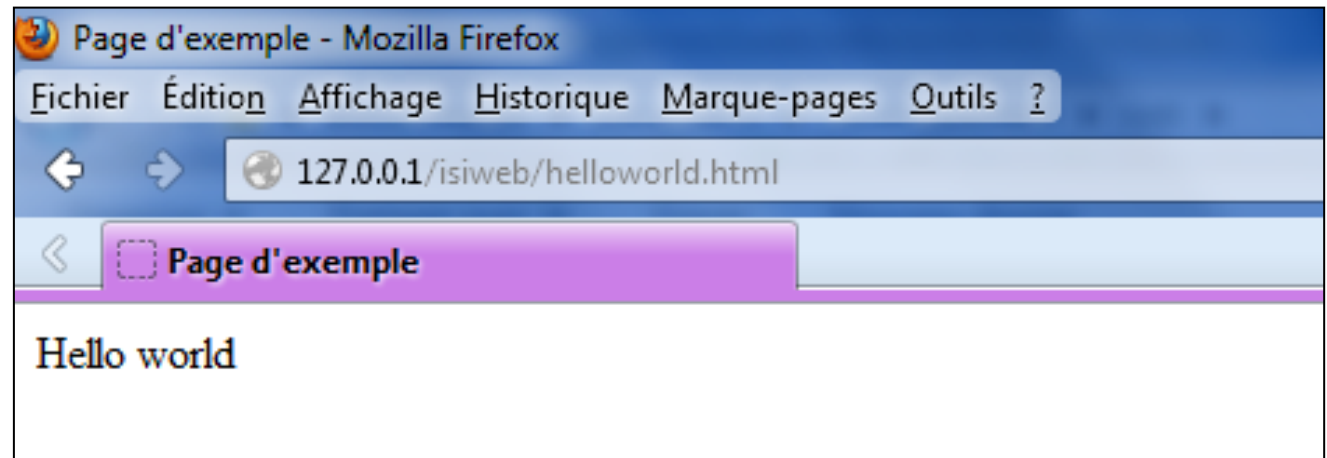 Page d'exemple - Mozilla Firefox
Fichier Édition Affichage Historique Marque-pages Outils ?
127.0.0.1/isiweb/helloworld.html
Page d'exemple
Hello world